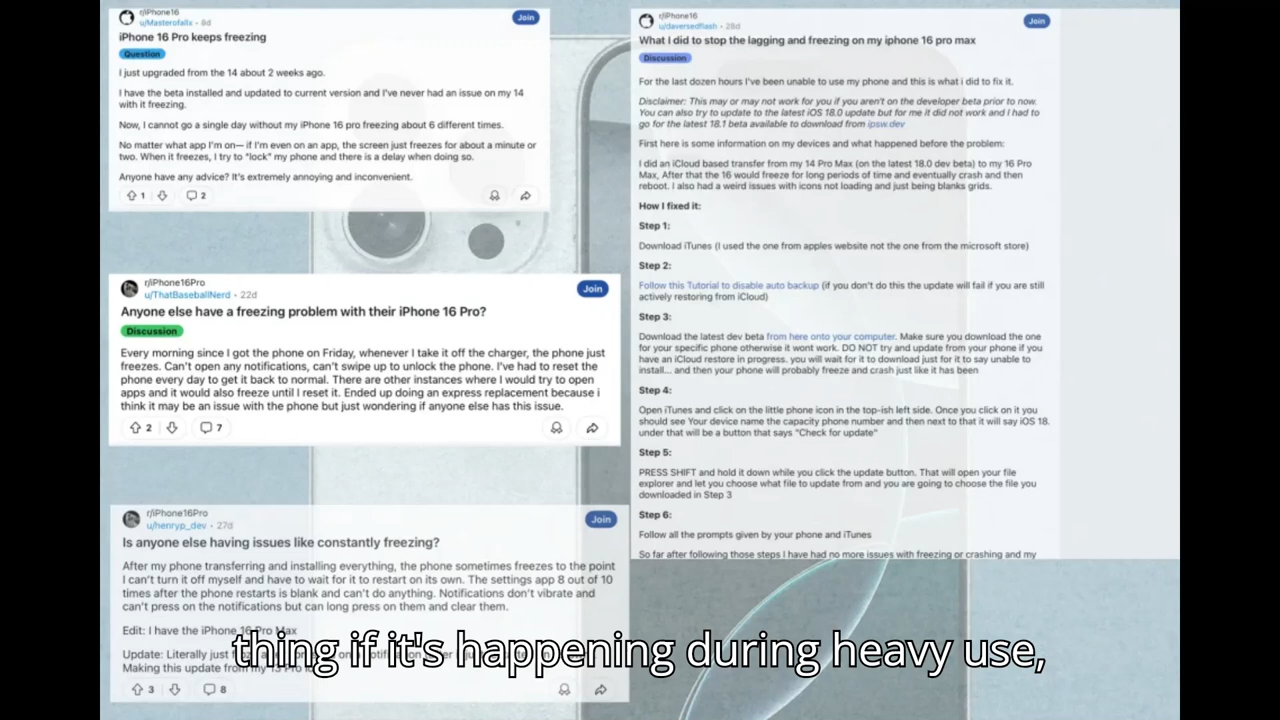 r/iPhone16
u/Masterofallx • 8d
Join
iPhone 16 Pro keeps freezing
Question
I just upgraded from the 14 about 2 weeks ago.
I have the beta installed and updated to current version and I've never had an issue on my 14
with it freezing.
Now, I cannot go a single day without my iPhone 16 pro freezing about 6 different times.
No matter what app I'm on— if I'm even on an app, the screen just freezes for about a minute or
two. When it freezes, I try to "lock" my phone and there is a delay when doing so.
Anyone have any advice? It's extremely annoying and inconvenient.
1
2
r/iPhone16Pro
u/ThatBaseballNerd • 22d
Join
Anyone else have a freezing problem with their iPhone 16 Pro?
Discussion
Every morning since I got the phone on Friday, whenever I take it off the charger, the phone just
freezes. Can't open any notifications, can't swipe up to unlock the phone. I've had to reset the
phone every day to get it back to normal. There are other instances where I would try to open
apps and it would also freeze until I reset it. Ended up doing an express replacement because i
think it may be an issue with the phone but just wondering if anyone else has this issue.
2
7
r/iPhone16Pro
u/henryp_dev • 27d
Join
Is anyone else having issues like constantly freezing?
After my phone transferring and installing everything, the phone sometimes freezes to the point
I can't turn it off myself and have to wait for it to restart on its own. The settings app 8 out of 10
times after the phone restarts is blank and can't do anything. Notifications don't vibrate and
can't press on the notifications but can long press on them and clear them.
Edit: I have the iPhone 16 Pro Max
Update: Literally just
Making this update from my 13 Pro
3
8
r/iPhone16
u/daversedflash • 28d
Join
What I did to stop the lagging and freezing on my iphone 16 pro max
Discussion
For the last dozen hours I've been unable to use my phone and this is what i did to fix it.
Disclaimer: This may or may not work for you if you aren't on the developer beta prior to now.
You can also try to update to the latest iOS 18.0 update but for me it did not work and I had to
go for the latest 18.1 beta available to download from ipsw.dev
First here is some information on my devices and what happened before the problem:
I did an iCloud based transfer from my 14 Pro Max (on the latest 18.0 dev beta) to my 16 Pro
Max, After that the 16 would freeze for long periods of time and eventually crash and then
reboot. I also had a weird issues with icons not loading and just being blanks grids.
How I fixed it:
Step 1:
Download iTunes (I used the one from apples website not the one from the microsoft store)
Step 2:
Follow this Tutorial to disable auto backup (if you don't do this the update will fail if you are still
actively restoring from iCloud)
Step 3:
Download the latest dev beta from here onto your computer. Make sure you download the one
for your specific phone otherwise it wont work. DO NOT try and update from your phone if you
have an iCloud restore in progress. you will wait for it to download just for it to say unable to
install... and then your phone will probably freeze and crash just like it has been
Step 4:
Open iTunes and click on the little phone icon in the top-ish left side. Once you click on it you
should see Your device name the capacity phone number and then next to that it will say iOS 18.
under that will be a button that says "Check for update"
Step 5:
PRESS SHIFT and hold it down while you click the update button. That will open your file
explorer and let you choose what file to update from and you are going to choose the file you
downloaded in Step 3
Step 6:
Follow all the prompts given by your phone and iTunes
So far after following those steps I have had no more issues with freezing or crashing and my
thing if it's happening during heavy use,